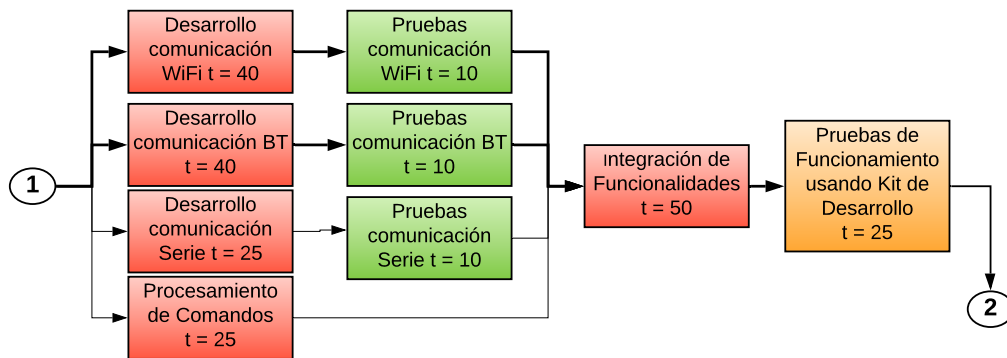 1
Desarrollo
comunicación
WiFi t = 40
Pruebas
comunicación
WiFi t = 10
Desarrollo
comunicación BT
t = 40
Pruebas
comunicación BT
t = 10
Desarrollo
comunicación
Serie t = 25
Pruebas
comunicación
Serie t = 10
Procesamiento
de Comandos
t = 25
Integración de
Funcionalidades
t = 50
Pruebas de
Funcionamiento
usando Kit de
Desarrollo
t = 25
2